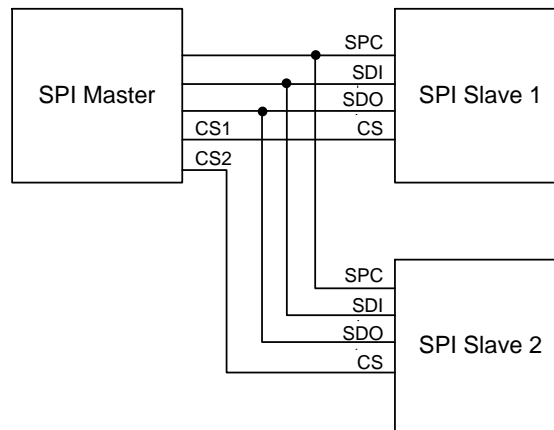 SPI Master
CS1
CS2
SPC
SDI
SDO
CS
SPI Slave 1
SPC
SDI
SDO
CS
SPI Slave 2